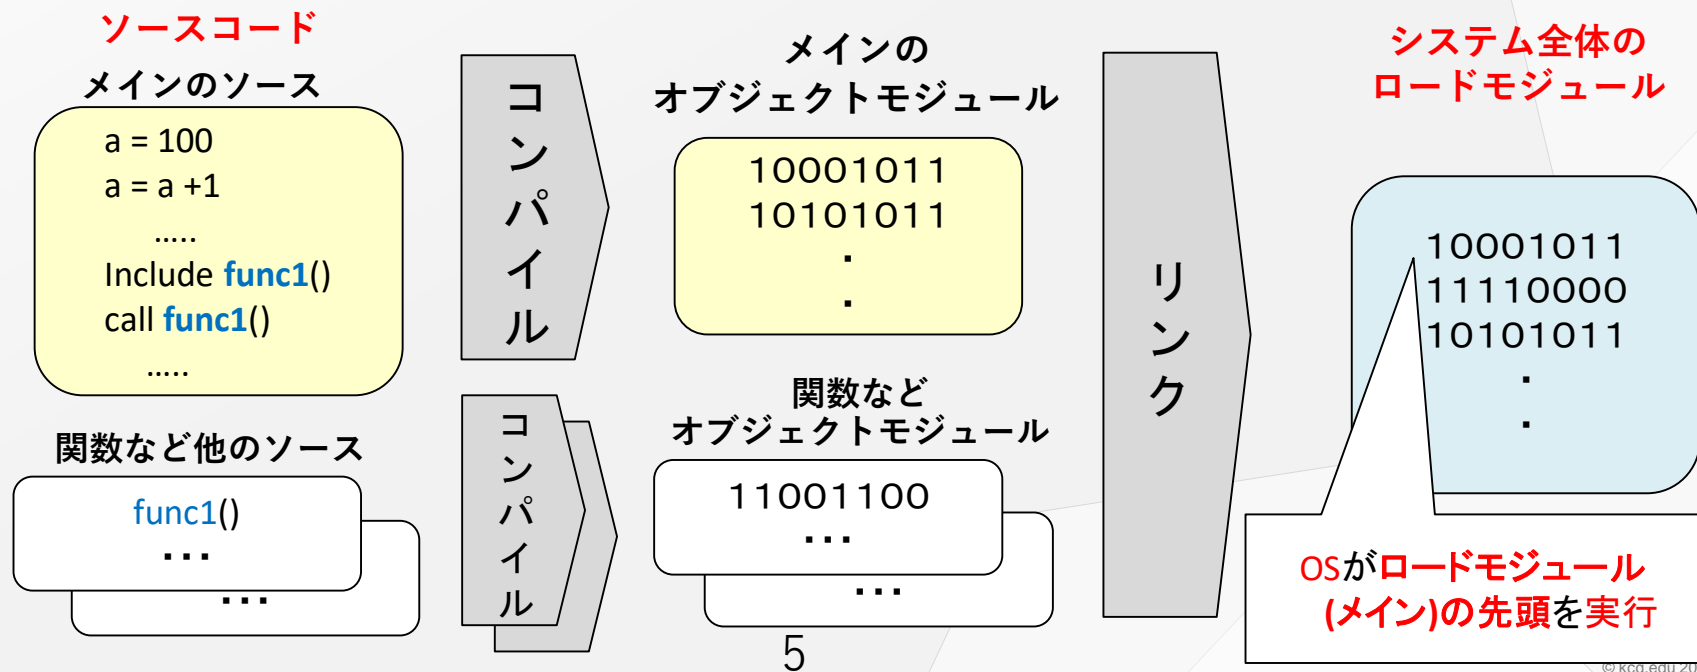 ソースコード
メインのソース
a = 100
a = a +1
…..
Include func1()
call func1()
…..
関数など他のソース
func1()
・・・
・・・
コンパイル
コンパイル
メインの
オブジェクトモジュール
10001011
10101011
・
・
関数など
オブジェクトモジュール
11001100
・・・
・・・
リンク
システム全体の
ロードモジュール
10001011
11110000
10101011
・
・
OSがロードモジュール
(メイン)の先頭を実行
5
© kcg.edu 20